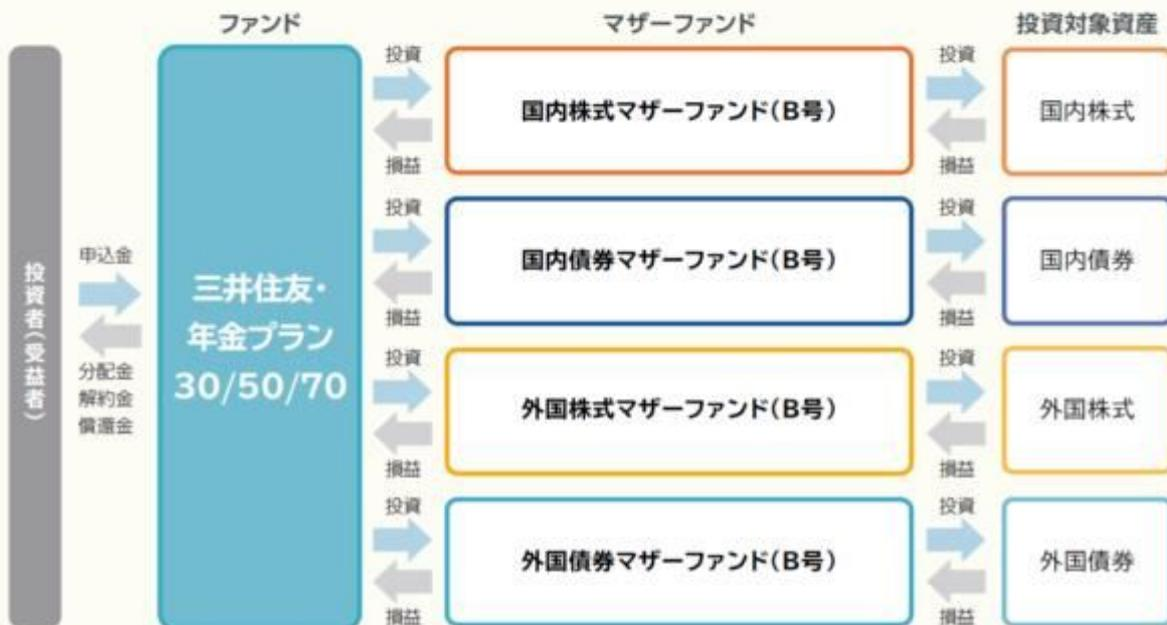 ファンド
マザーファンド
投資対象資産
投資者(受益者)
申込金
分配金
解約金
償還金
三井住友・
年金プラン
30/50/70
投資
損益
国内株式マザーファンド(B号)
投資
損益
国内株式
投資
損益
国内債券マザーファンド(B号)
投資
損益
国内債券
投資
損益
外国株式マザーファンド(B号)
投資
損益
外国株式
投資
損益
外国債券マザーファンド(B号)
投資
損益
外国債券